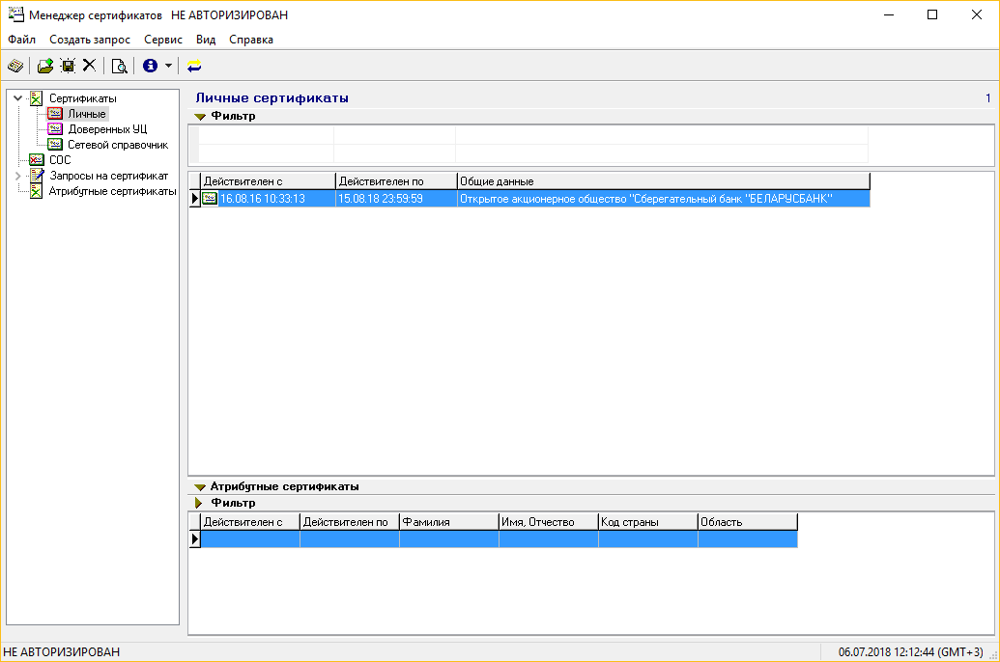 Менеджер сертификатов НЕ АВТОРИЗИРОВАН
Файл Создать запрос Сервис Вид Справка
Сертификаты
Личные
Доверенных УЦ
Сетевой справочник
СОС
Запросы на сертификат
Атрибутные сертификаты
Личные сертификаты 1
Фильтр
Действителен с Действителен по Общие данные
16.08.16 10:33:13 15.08.18 23:59:59 Открытое акционерное общество "Сберегательный банк "БЕЛАРУСБАНК"
Атрибутные сертификаты
Фильтр
Действителен с Действителен по Фамилия Имя, Отчество Код страны Область
НЕ АВТОРИЗИРОВАН 06.07.2018 12:12:44 (GMT+3)